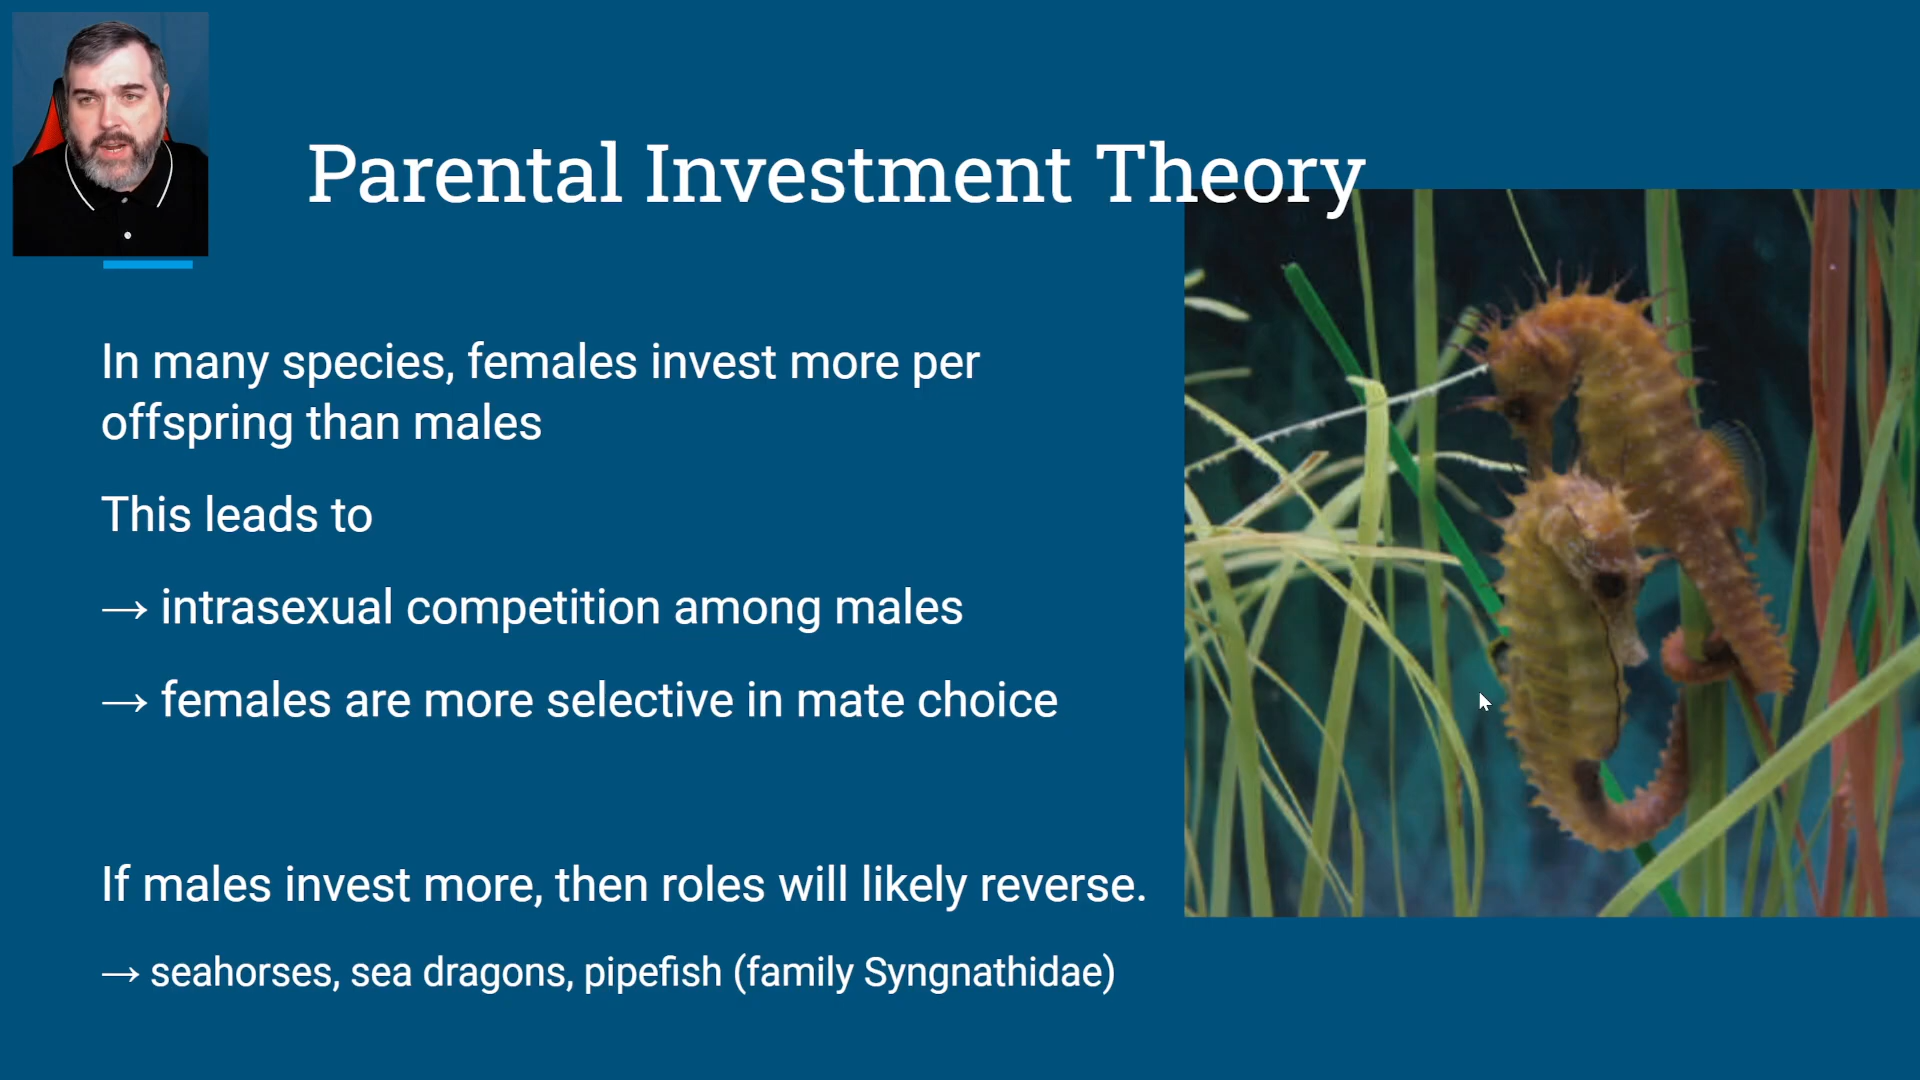 Parental Investment Theory
In many species, females invest more per
offspring than males
This leads to
→ intrasexual competition among males
→ females are more selective in mate choice
If males invest more, then roles will likely reverse.
→ seahorses, sea dragons, pipefish (family Syngnathidae)